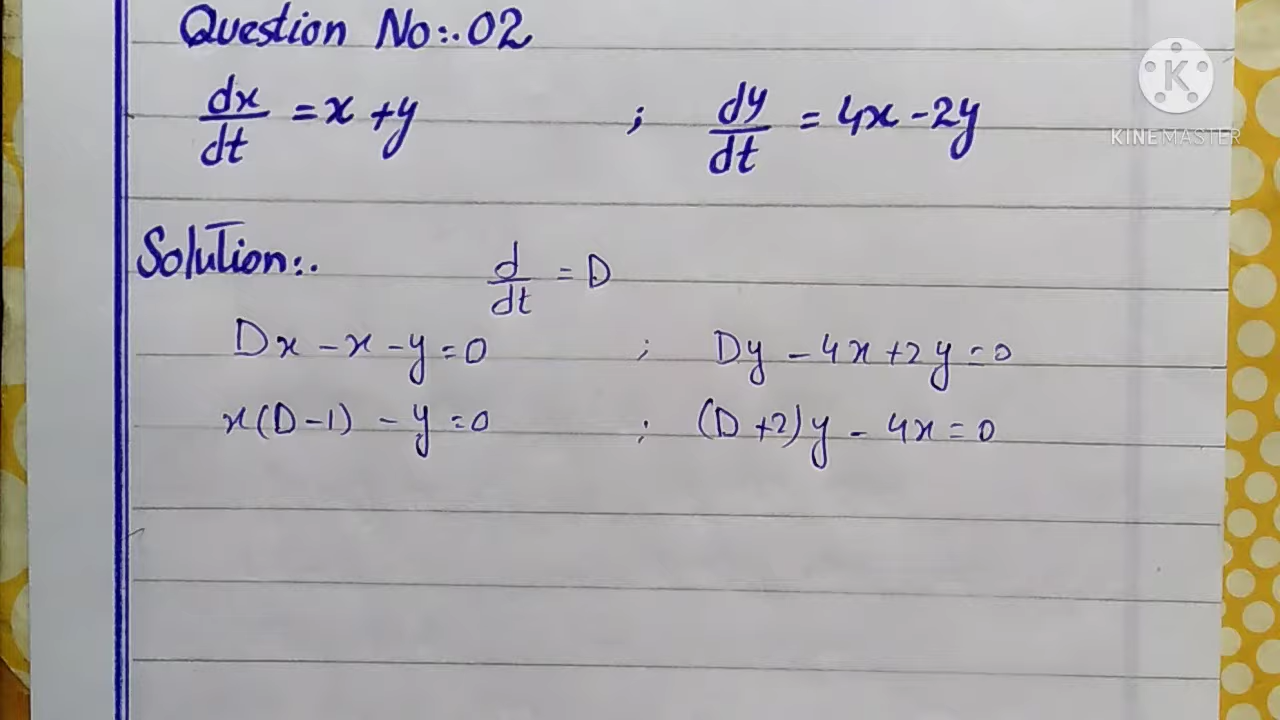 Question No:. 02
dx/dt = x + y ; dy/dt = 4x - 2y
K
KINEMASTER
Solution:. d/dt = D
Dx - x - y = 0 ; Dy - 4x + 2y = 0
x(D-1) - y = 0 ; (D+2)y - 4x = 0